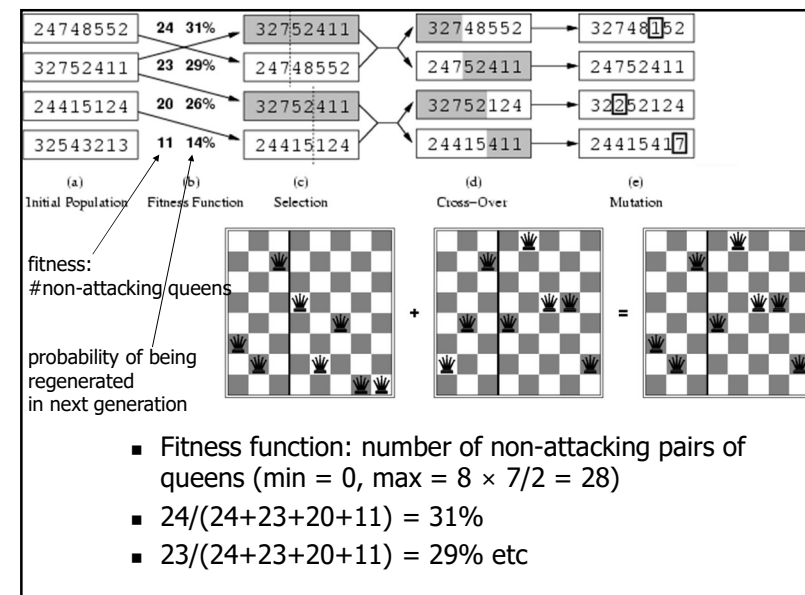 24748552 24 31% 32752411 32748552 32748152
32752411 23 29% 24748552 24752411 24752411
24415124 20 26% 32752411 32752124 32252124
32543213 11 14% 24415124 24415411 24415417
(a) (b) (c) (d) (e)
Initial Population Fitness Function Selection Cross-Over Mutation
fitness:
#non-attacking queens
+ =
probability of being
regenerated
in next generation
▪ Fitness function: number of non-attacking pairs of
queens (min = 0, max = 8 × 7/2 = 28)
▪ 24/(24+23+20+11) = 31%
▪ 23/(24+23+20+11) = 29% etc